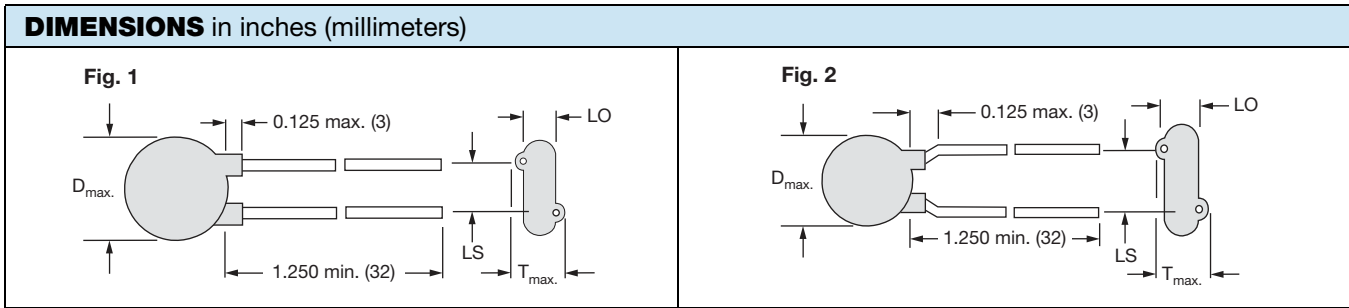 DIMENSIONS in inches (millimeters)
Fig. 1
0.125 max. (3)
LO
Dmax.
LS
1.250 min. (32)
Tmax.
Fig. 2
0.125 max. (3)
LO
Dmax.
LS
1.250 min. (32)
Tmax.